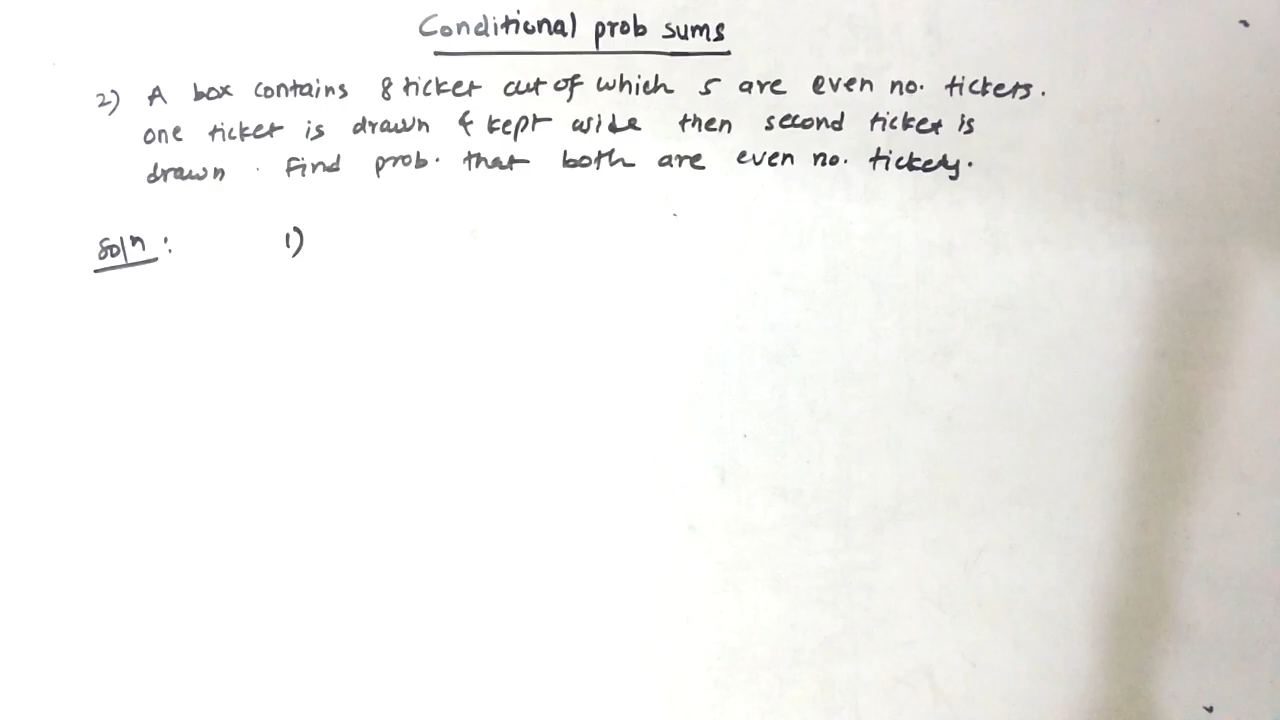 Conditional prob sums
2) A box contains 8 ticket out of which 5 are even no. tickets.
one ticket is drawn & kept aside then second ticket is
drawn. Find prob. that both are even no. tickets.
Soln: 1)